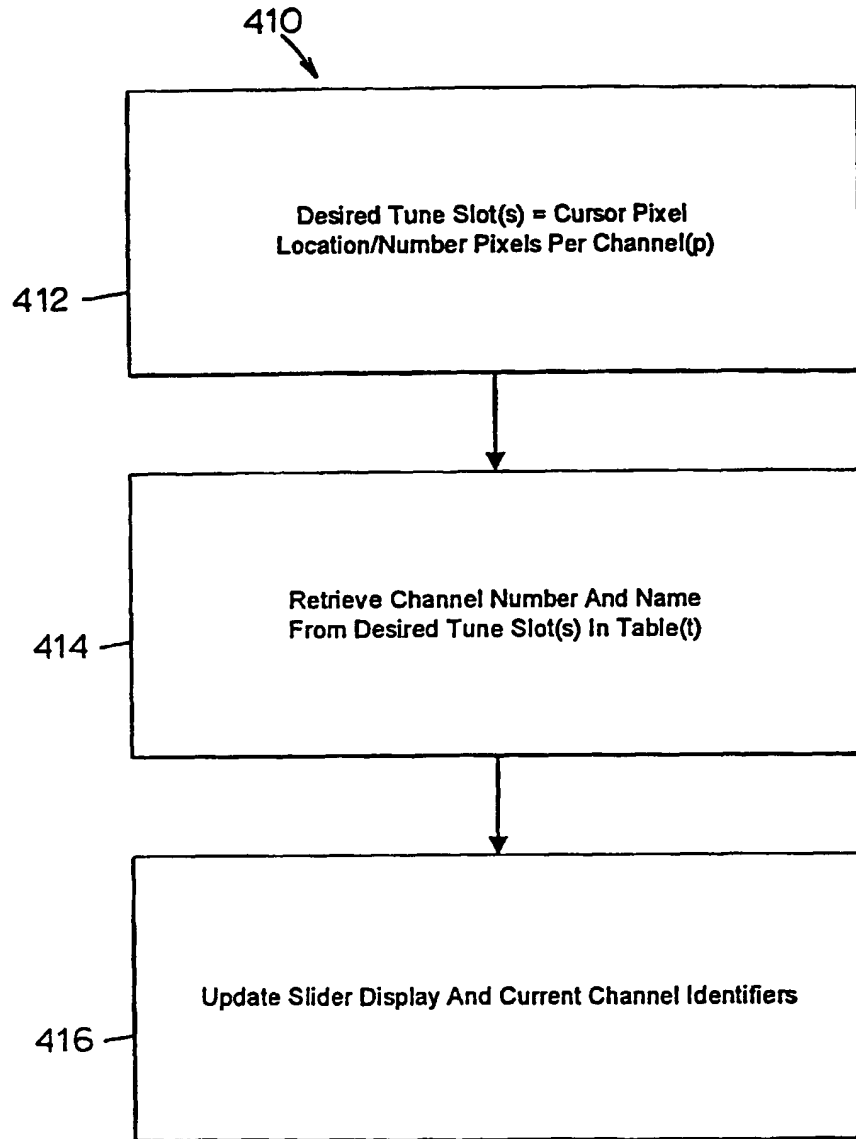 410
Desired Tune Slot(s) = Cursor Pixel
Location/Number Pixels Per Channel(p)
412
Retrieve Channel Number And Name
From Desired Tune Slot(s) In Table(t)
414
Update Slider Display And Current Channel Identifiers
416